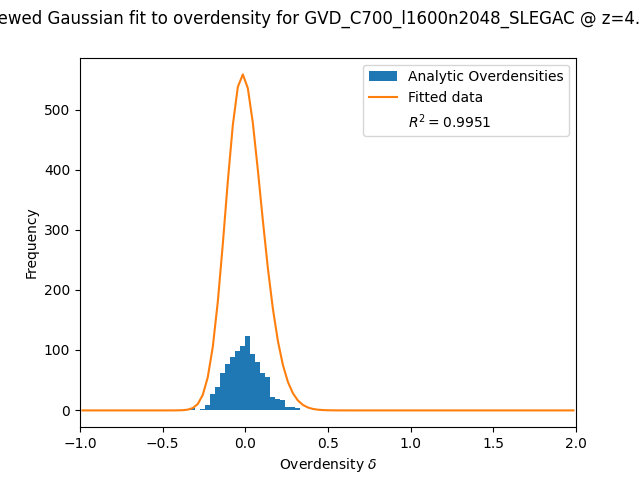 ewed Gaussian fit to overdensity for GVD_C700_l1600n2048_SLEGAC @ z=4.
Analytic Overdensities
Fitted data
R² = 0.9951
Frequency
500
400
300
200
100
0
−1.0 −0.5 0.0 0.5 1.0 1.5 2.0
Overdensity δ